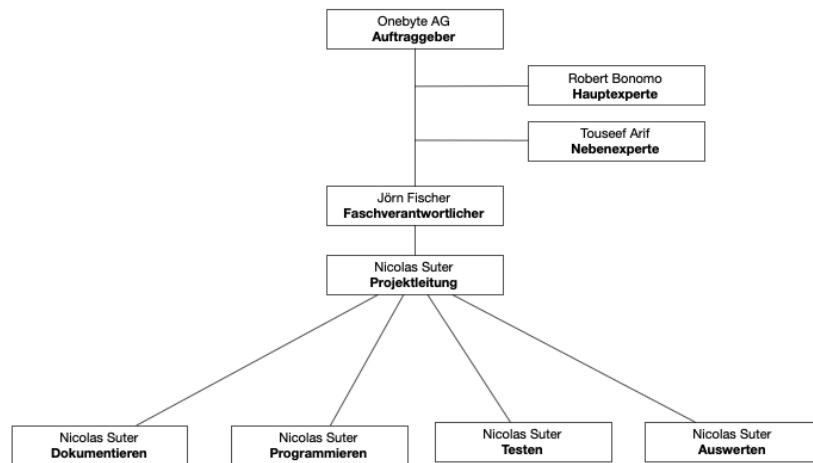 Onebyte AG
Auftraggeber
Robert Bonomo
Hauptexperte
Touseef Arif
Nebenexperte
Jörn Fischer
Faschverantwortlicher
Nicolas Suter
Projektleitung
Nicolas Suter
Dokumentieren
Nicolas Suter
Programmieren
Nicolas Suter
Testen
Nicolas Suter
Auswerten